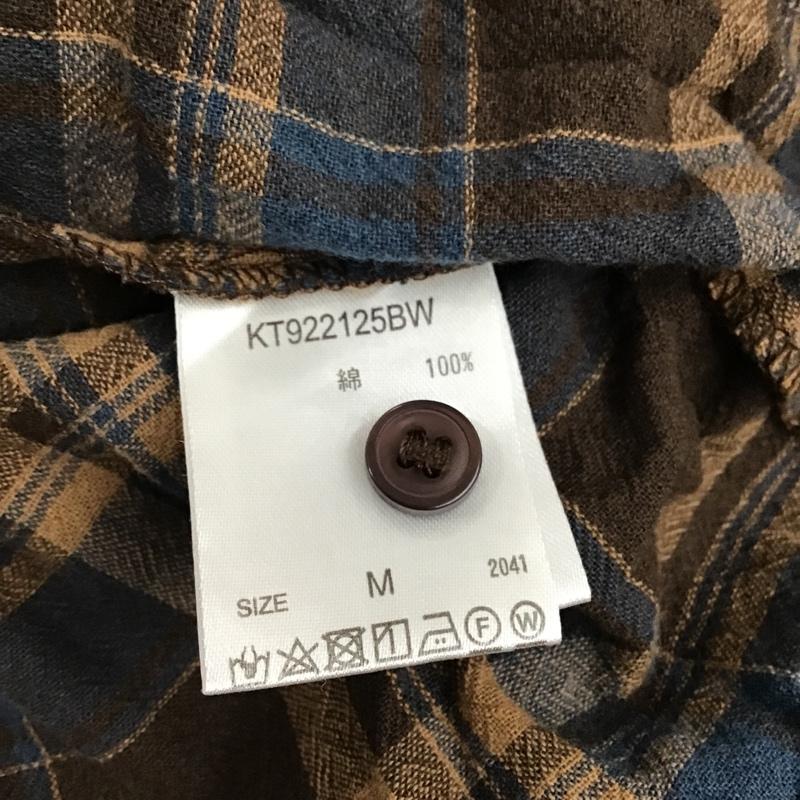 KT922125BW
綿 100%
SIZE M 2041
F W